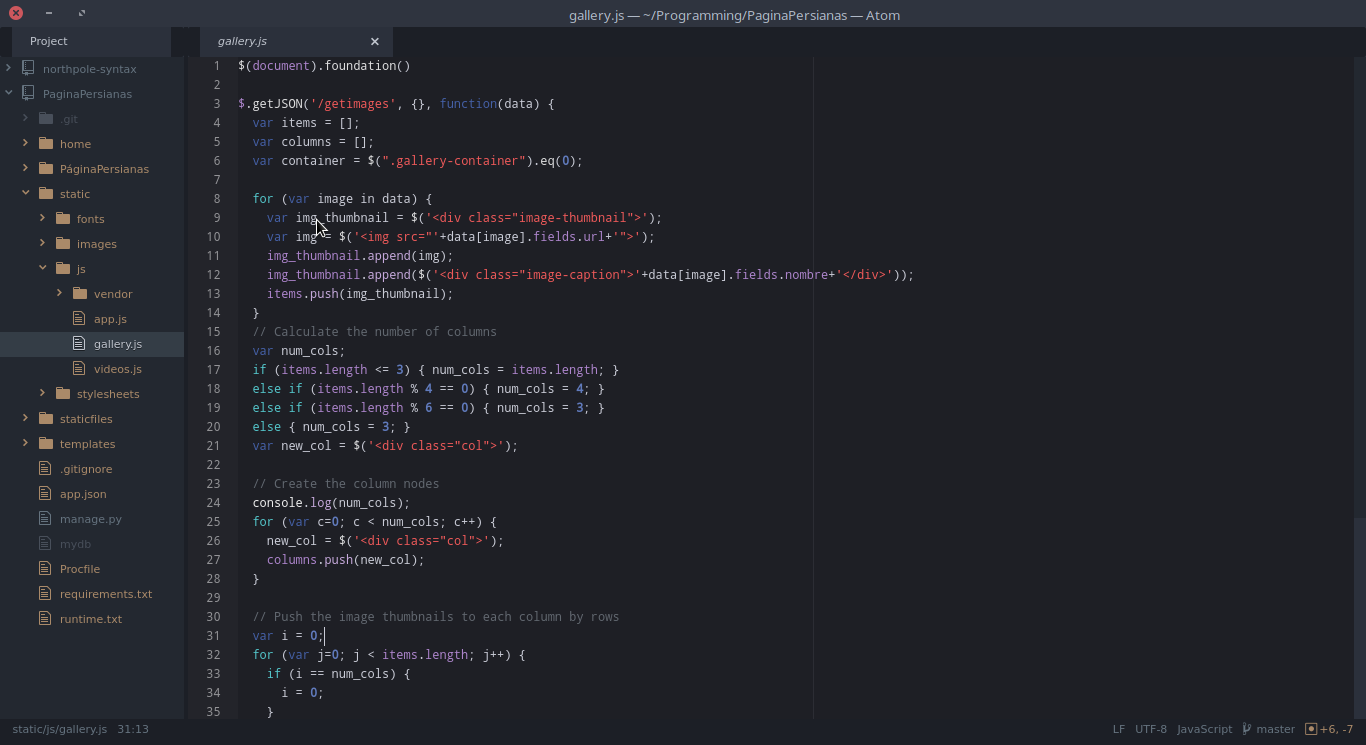 gallery.js — ~/Programming/PaginaPersianas — Atom
Project
northpole-syntax
PaginaPersianas
.git
home
PáginaPersianas
static
fonts
images
js
vendor
app.js
gallery.js
videos.js
stylesheets
staticfiles
templates
.gitignore
app.json
manage.py
mydb
Procfile
requirements.txt
runtime.txt
gallery.js
1 $(document).foundation()
2
3 $.getJSON('/getimages', {}, function(data) {
4   var items = [];
5   var columns = [];
6   var container = $(".gallery-container").eq(0);
7
8   for (var image in data) {
9     var img_thumbnail = $('<div class="image-thumbnail">');
10     var img = $('<img src="'+data[image].fields.url+'">');
11     img_thumbnail.append(img);
12     img_thumbnail.append($('<div class="image-caption">'+data[image].fields.nombre+'</div>'));
13     items.push(img_thumbnail);
14   }
15   // Calculate the number of columns
16   var num_cols;
17   if (items.length <= 3) { num_cols = items.length; }
18   else if (items.length % 4 == 0) { num_cols = 4; }
19   else if (items.length % 6 == 0) { num_cols = 3; }
20   else { num_cols = 3; }
21   var new_col = $('<div class="col">');
22
23   // Create the column nodes
24   console.log(num_cols);
25   for (var c=0; c < num_cols; c++) {
26     new_col = $('<div class="col">');
27     columns.push(new_col);
28   }
29
30   // Push the image thumbnails to each column by rows
31   var i = 0;
32   for (var j=0; j < items.length; j++) {
33     if (i == num_cols) {
34       i = 0;
35     }
static/js/gallery.js 31:13
LF UTF-8 JavaScript master +6, -7